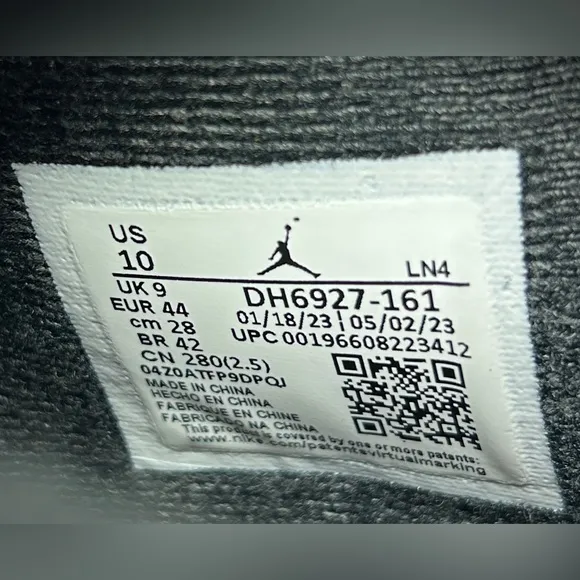 US
10
LN4
UK 9
EUR 44
cm 28
BR 42
CN 280(2.5)
DH6927-161
01/18/23 | 05/02/23
UPC 00196608223412
04Z0ATFP9DPQJ
MADE IN CHINA
HECHO EN CHINA
FABRIQUE EN CHINE
FABRICADO NA CHINA
This product is covered by one or more patents:
www.nike.com/patentsvirtualmarking